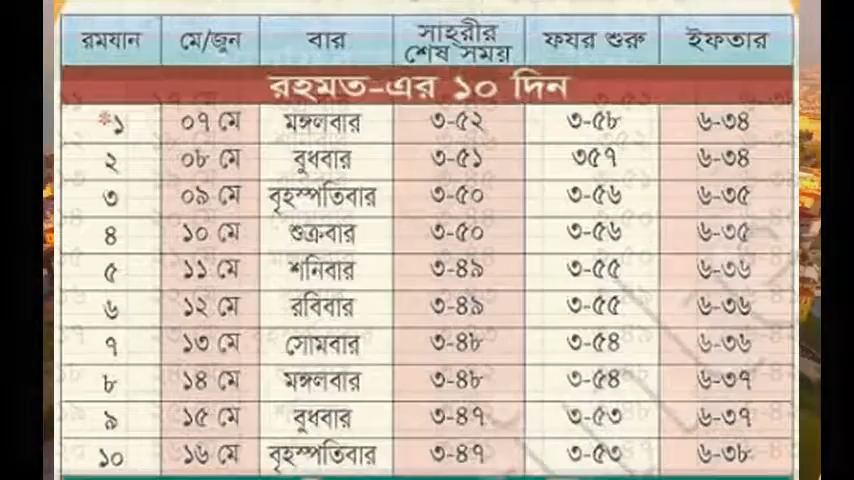 রমযান মে/জুন বার সাহ্‌রীর শেষ সময় ফযর শুরু ইফতার
রহমত-এর ১০ দিন
*১ ০৭ মে মঙ্গলবার ৩-৫২ ৩-৫৮ ৬-৩৪
২ ০৮ মে বুধবার ৩-৫১ ৩৫৭ ৬-৩৪
৩ ০৯ মে বৃহস্পতিবার ৩-৫০ ৩-৫৬ ৬-৩৫
৪ ১০ মে শুক্রবার ৩-৫০ ৩-৫৬ ৬-৩৫
৫ ১১ মে শনিবার ৩-৪৯ ৩-৫৫ ৬-৩৬
৬ ১২ মে রবিবার ৩-৪৯ ৩-৫৫ ৬-৩৬
৭ ১৩ মে সোমবার ৩-৪৮ ৩-৫৪ ৬-৩৬
৮ ১৪ মে মঙ্গলবার ৩-৪৮ ৩-৫৪ ৬-৩৭
৯ ১৫ মে বুধবার ৩-৪৭ ৩-৫৩ ৬-৩৭
১০ ১৬ মে বৃহস্পতিবার ৩-৪৭ ৩-৫৩ ৬-৩৮